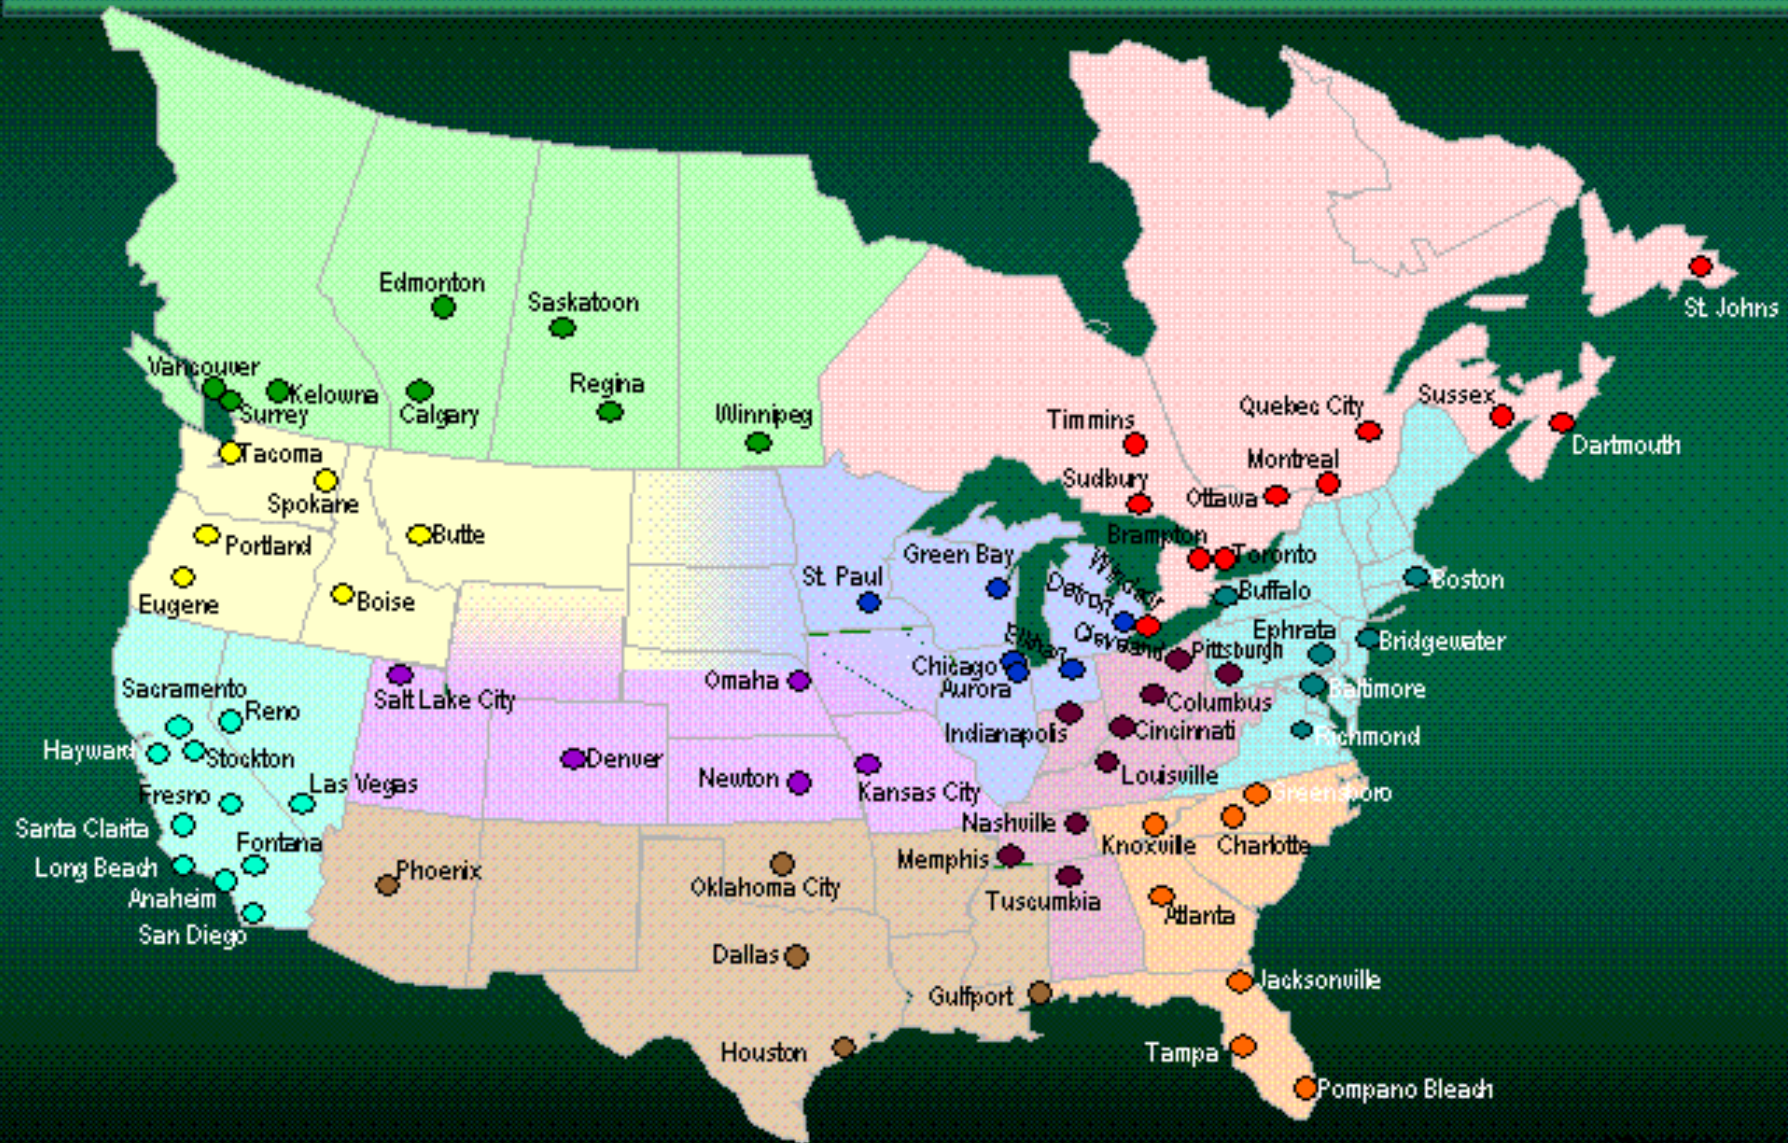 Edmonton
Saskatoon
St. Johns
Vancouver
Kelowna
Surrey
Calgary
Regina
Winnipeg
Timmins
Quebec City
Sussex
Dartmouth
Tacoma
Spokane
Sudbury
Ottawa
Montreal
Portland
Butte
Brampton
Toronto
Green Bay
Windsor
St. Paul
Detroit
Buffalo
Boston
Eugene
Boise
Elkhart
Cleveland
Pittsburgh
Ephrata
Bridgewater
Chicago
Aurora
Omaha
Salt Lake City
Sacramento
Reno
Columbus
Baltimore
Hayward
Stockton
Indianapolis
Cincinnati
Richmond
Denver
Newton
Kansas City
Louisville
Las Vegas
Fresno
Greensboro
Santa Clarita
Fontana
Nashville
Knoxville
Charlotte
Long Beach
Phoenix
Oklahoma City
Memphis
Anaheim
Tuscumbia
Atlanta
San Diego
Dallas
Jacksonville
Gulfport
Houston
Tampa
Pompano Bleach